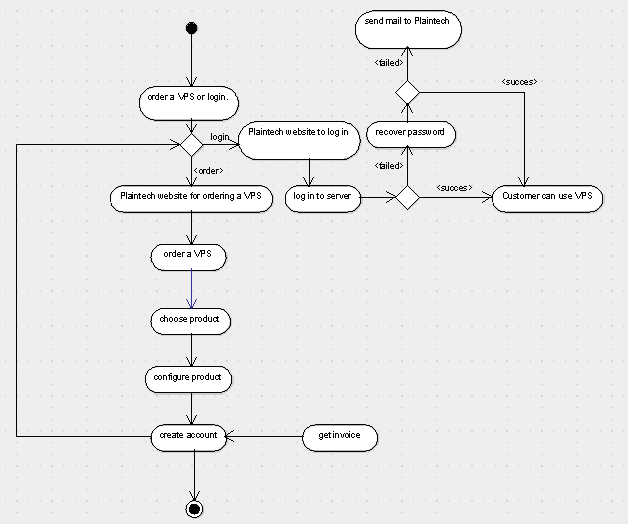 send mail to Plaintech
<failed>
<succes>
order a VPS or login.
login
Plaintech website to log in
recover password
<order>
<failed>
<succes>
Plaintech website for ordering a VPS
log in to server
Customer can use VPS
order a VPS
choose product
configure product
create account
get invoice